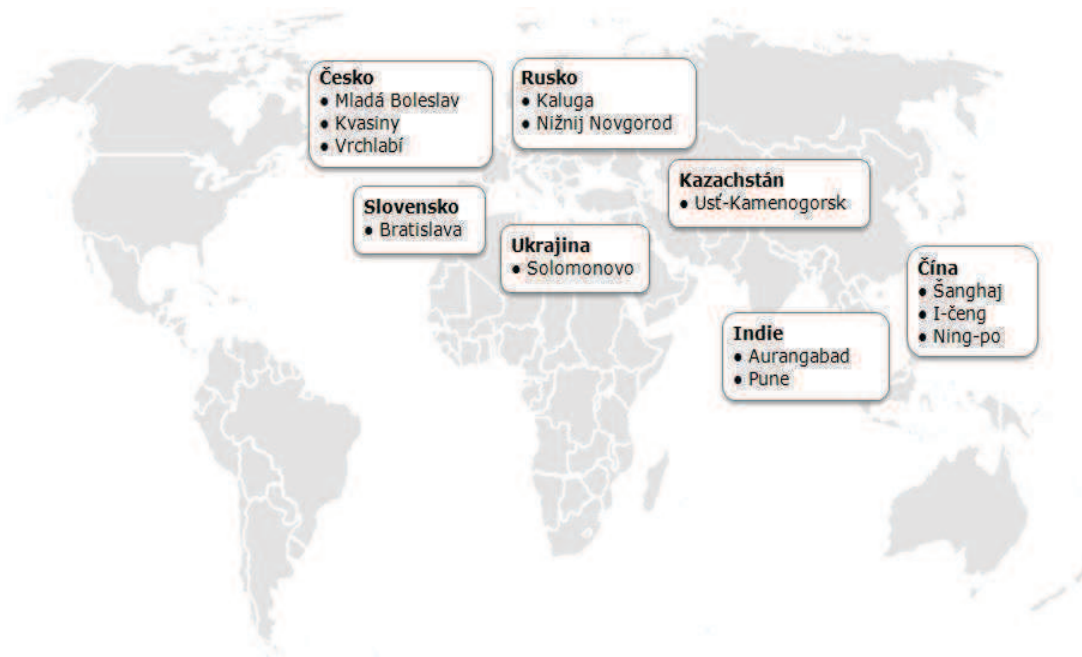 Česko
• Mladá Boleslav
• Kvasiny
• Vrchlabí
Rusko
• Kaluga
• Nižnij Novgorod
Kazachstán
• Usť-Kamenogorsk
Slovensko
• Bratislava
Ukrajina
• Solomonovo
Čína
• Šanghaj
• I-čeng
• Ning-po
Indie
• Aurangabad
• Pune